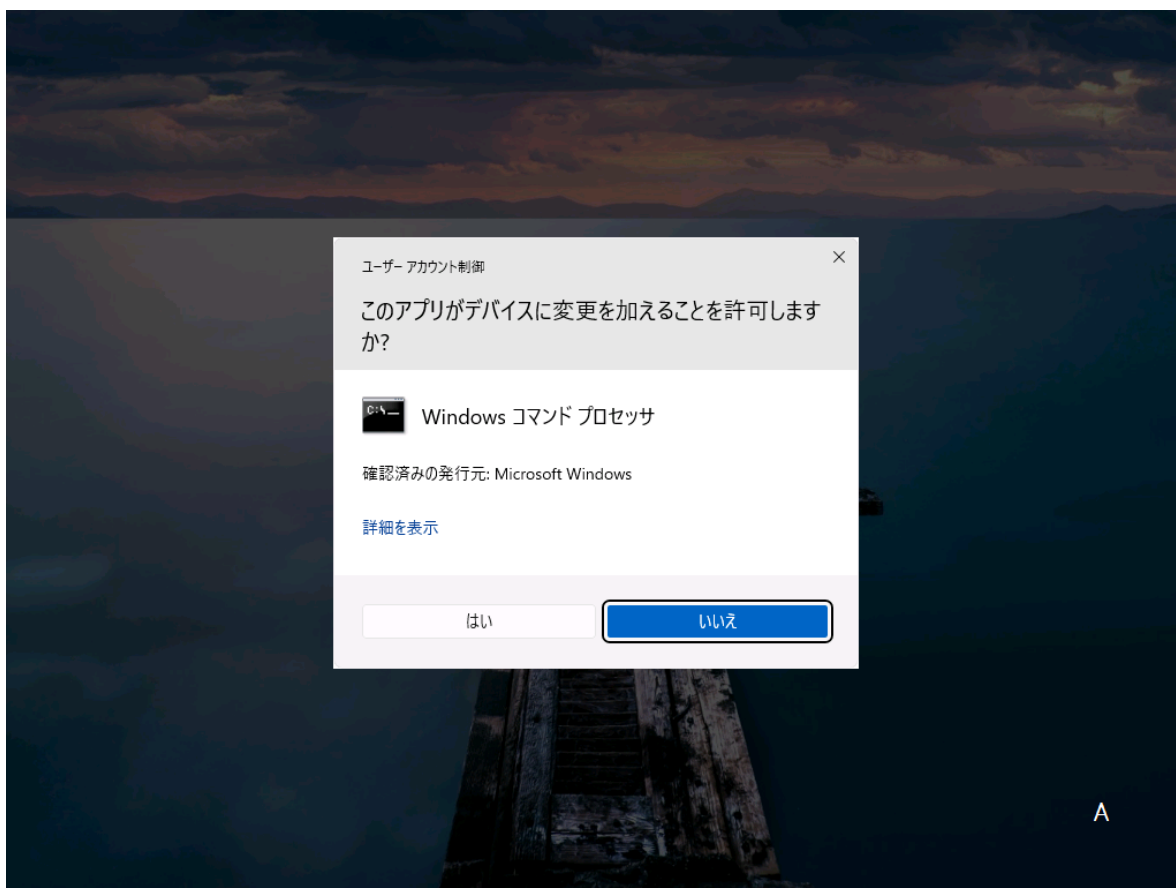 ユーザー アカウント制御
このアプリがデバイスに変更を加えることを許可します
か?
C:\_
Windows コマンド プロセッサ
確認済みの発行元: Microsoft Windows
詳細を表示
はい
いいえ
A